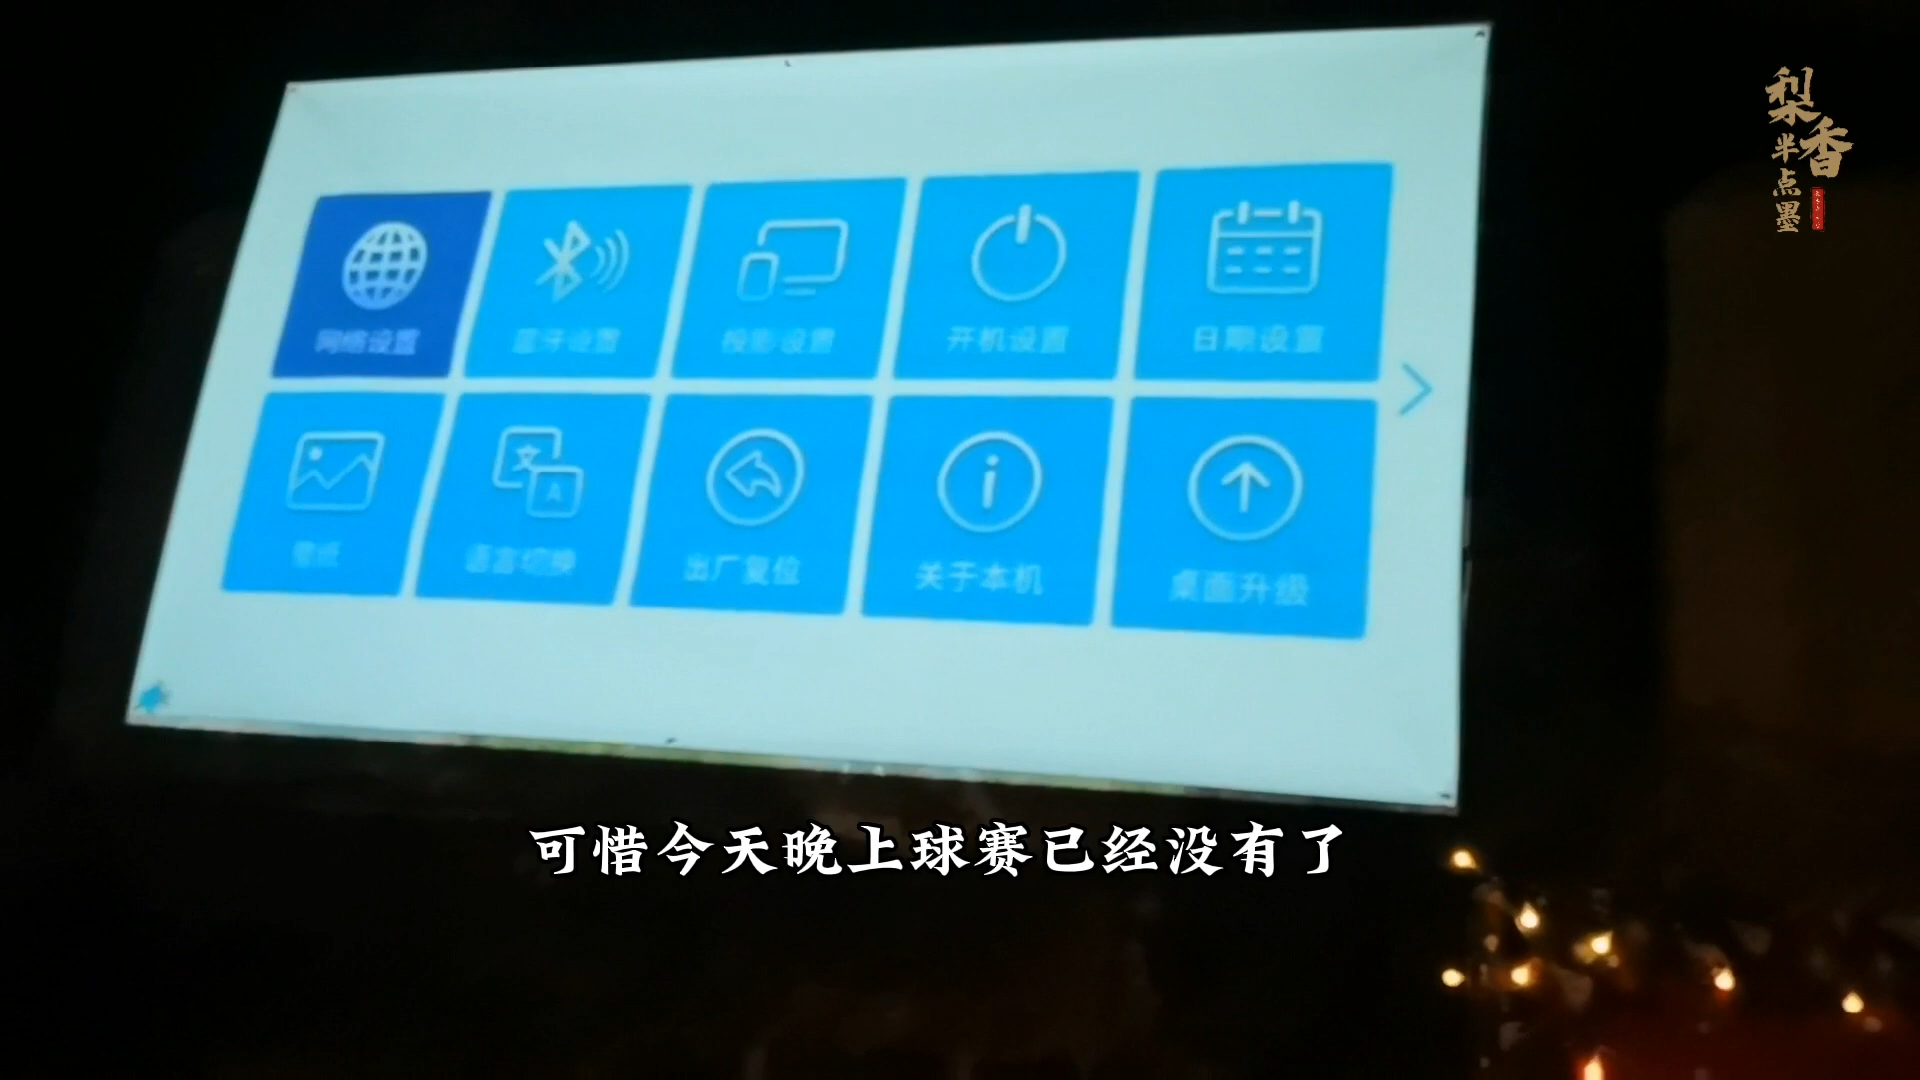 梨香
半点墨
网络设置
蓝牙设置
投影设置
开机设置
日期设置
壁纸
语言切换
出厂复位
关于本机
桌面升级
可惜今天晚上球赛已经没有了